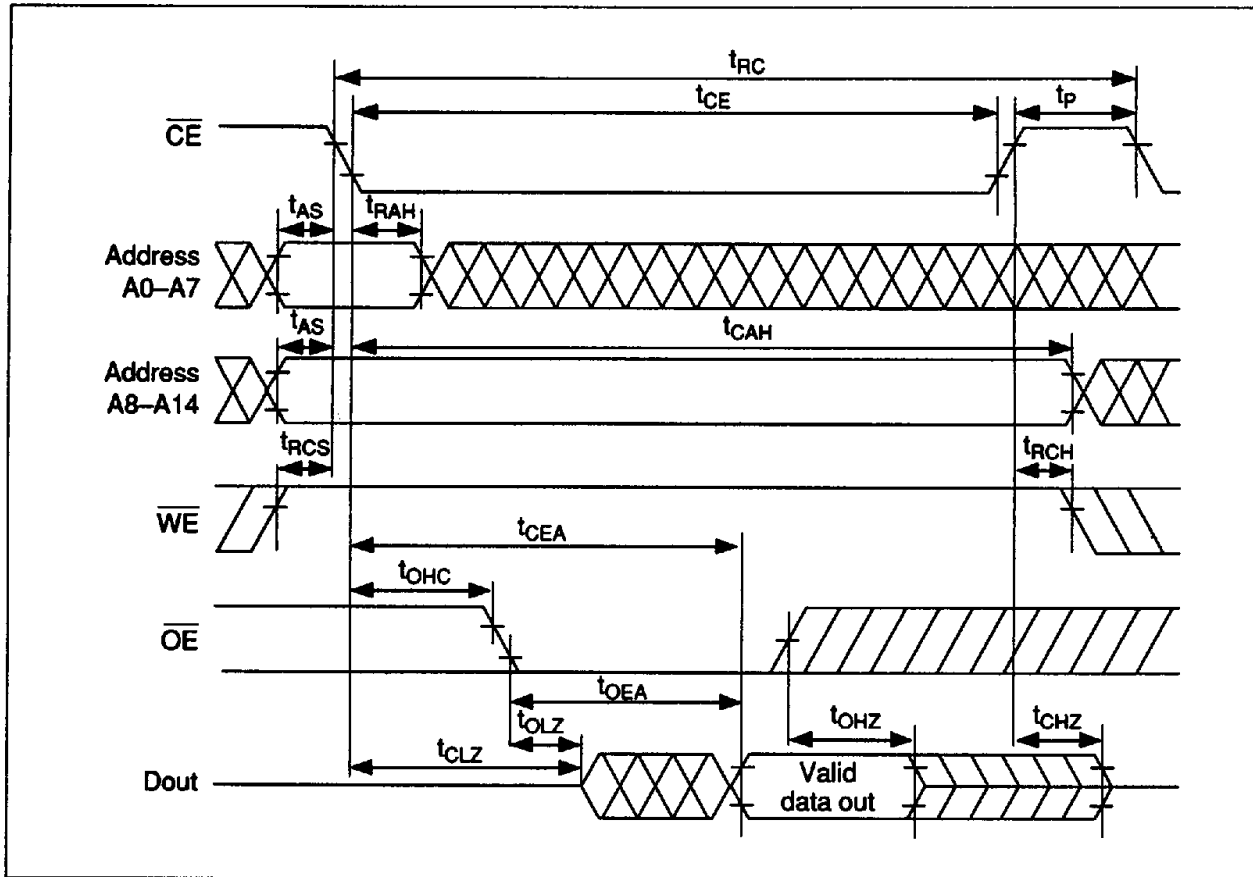 tRC
tCE
tP
CE
tAS
tRAH
Address
A0–A7
tAS
tCAH
Address
A8–A14
tRCS
tRCH
WE
tCEA
tOHC
OE
tOEA
tOLZ
tOHZ
tCHZ
tCLZ
Dout
Valid
data out